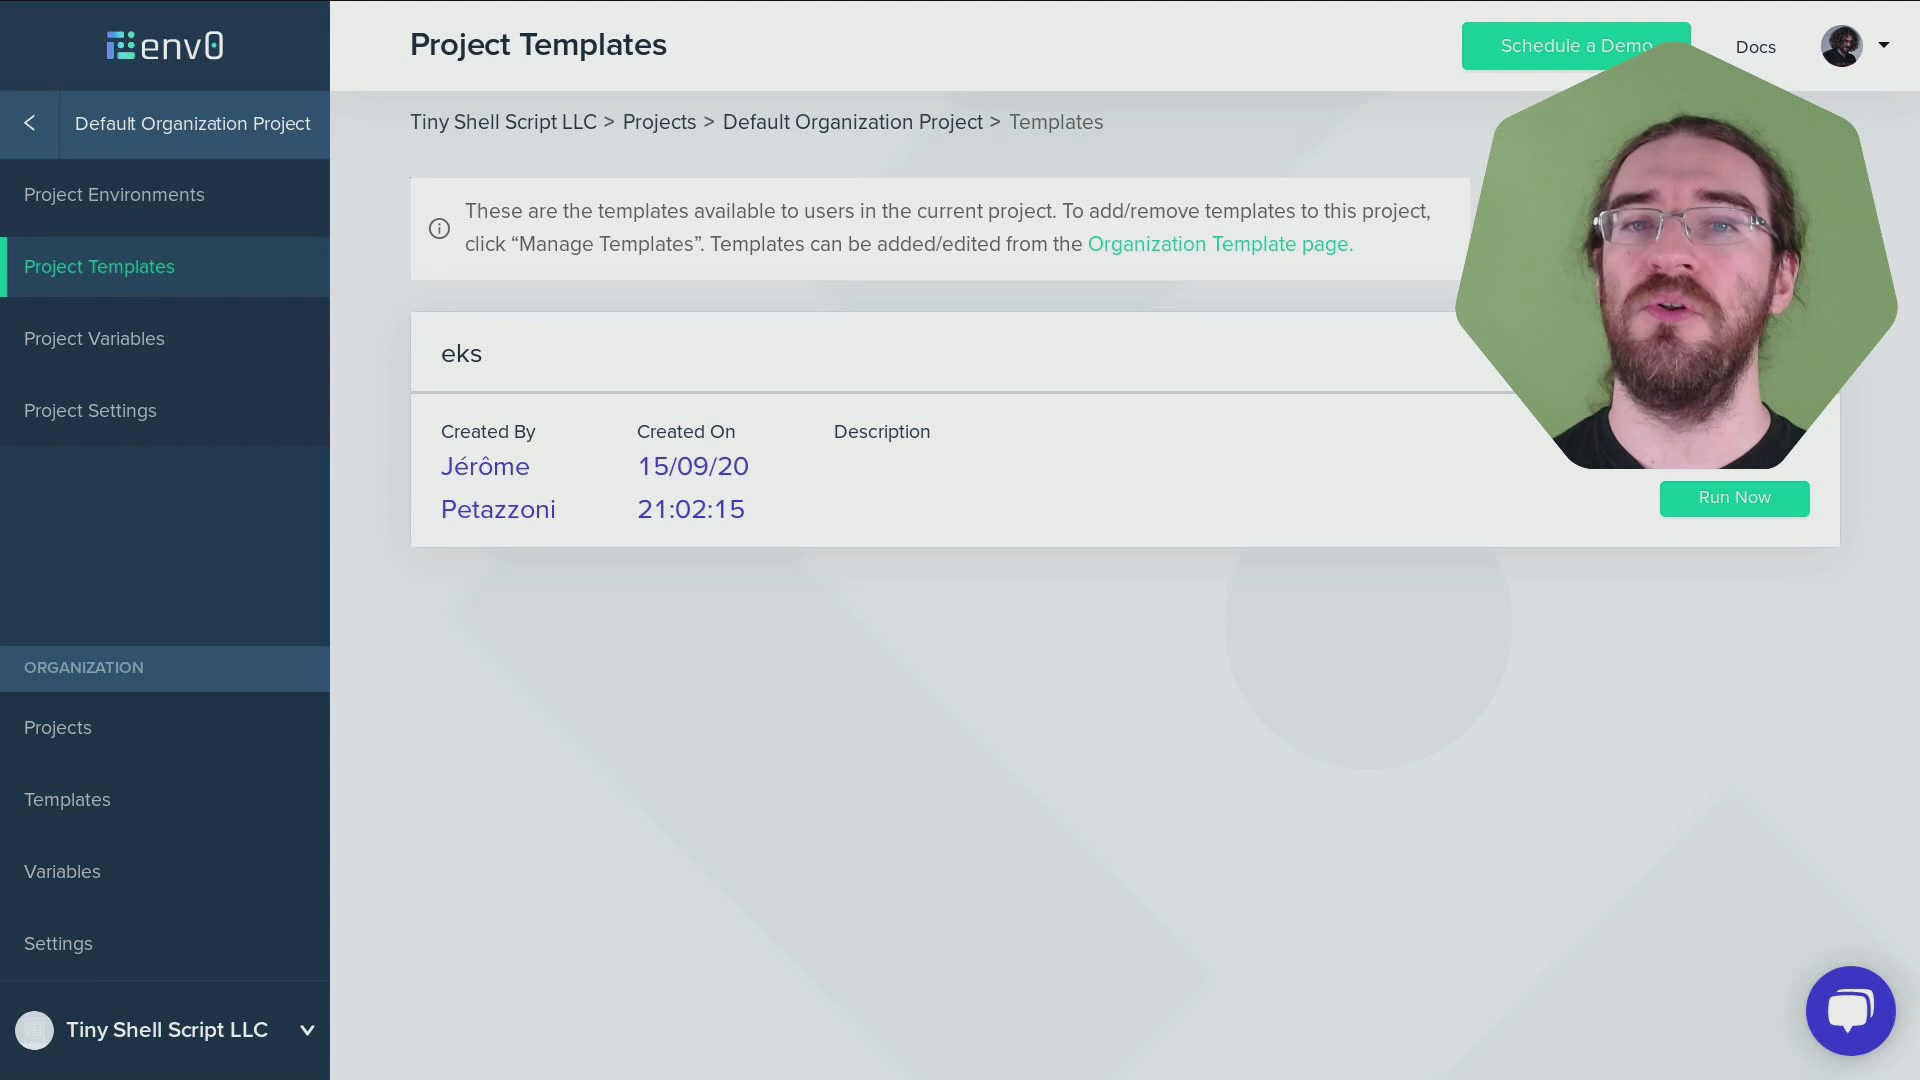 env0
Project Templates
Schedule a Demo
Docs
Default Organization Project
Tiny Shell Script LLC > Projects > Default Organization Project > Templates
Project Environments
Project Templates
Project Variables
Project Settings
These are the templates available to users in the current project. To add/remove templates to this project,
click “Manage Templates”. Templates can be added/edited from the Organization Template page.
eks
Created By
Created On
Description
Jérôme
Petazzoni
15/09/20
21:02:15
Run Now
ORGANIZATION
Projects
Templates
Variables
Settings
Tiny Shell Script LLC